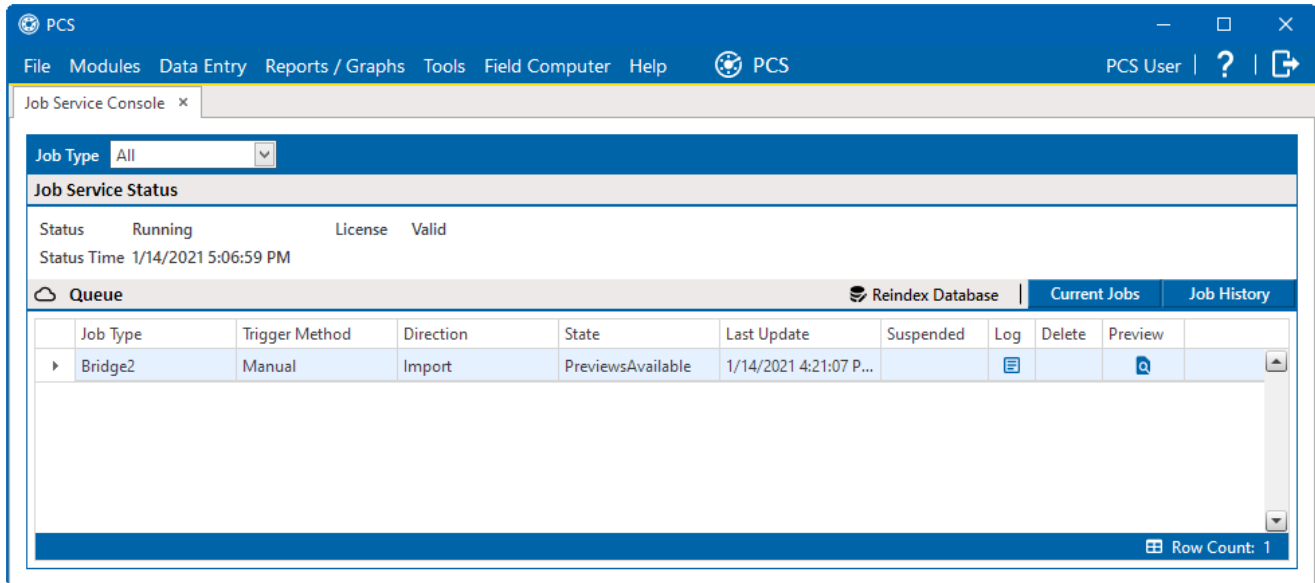 PCS
File Modules Data Entry Reports / Graphs Tools Field Computer Help PCS PCS User | ? |
Job Service Console ×
Job Type All
Job Service Status
Status Running License Valid
Status Time 1/14/2021 5:06:59 PM
Queue Reindex Database | Current Jobs Job History
Job Type Trigger Method Direction State Last Update Suspended Log Delete Preview
Bridge2 Manual Import PreviewsAvailable 1/14/2021 4:21:07 P...
Row Count: 1